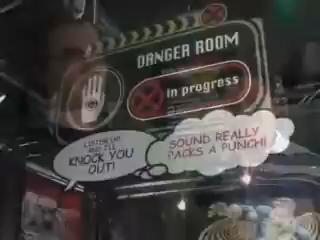 DANGER ROOM
in progress
LISTEN UP!
AND I'LL
KNOCK YOU
OUT!
SOUND REALLY
PACKS A PUNCH!